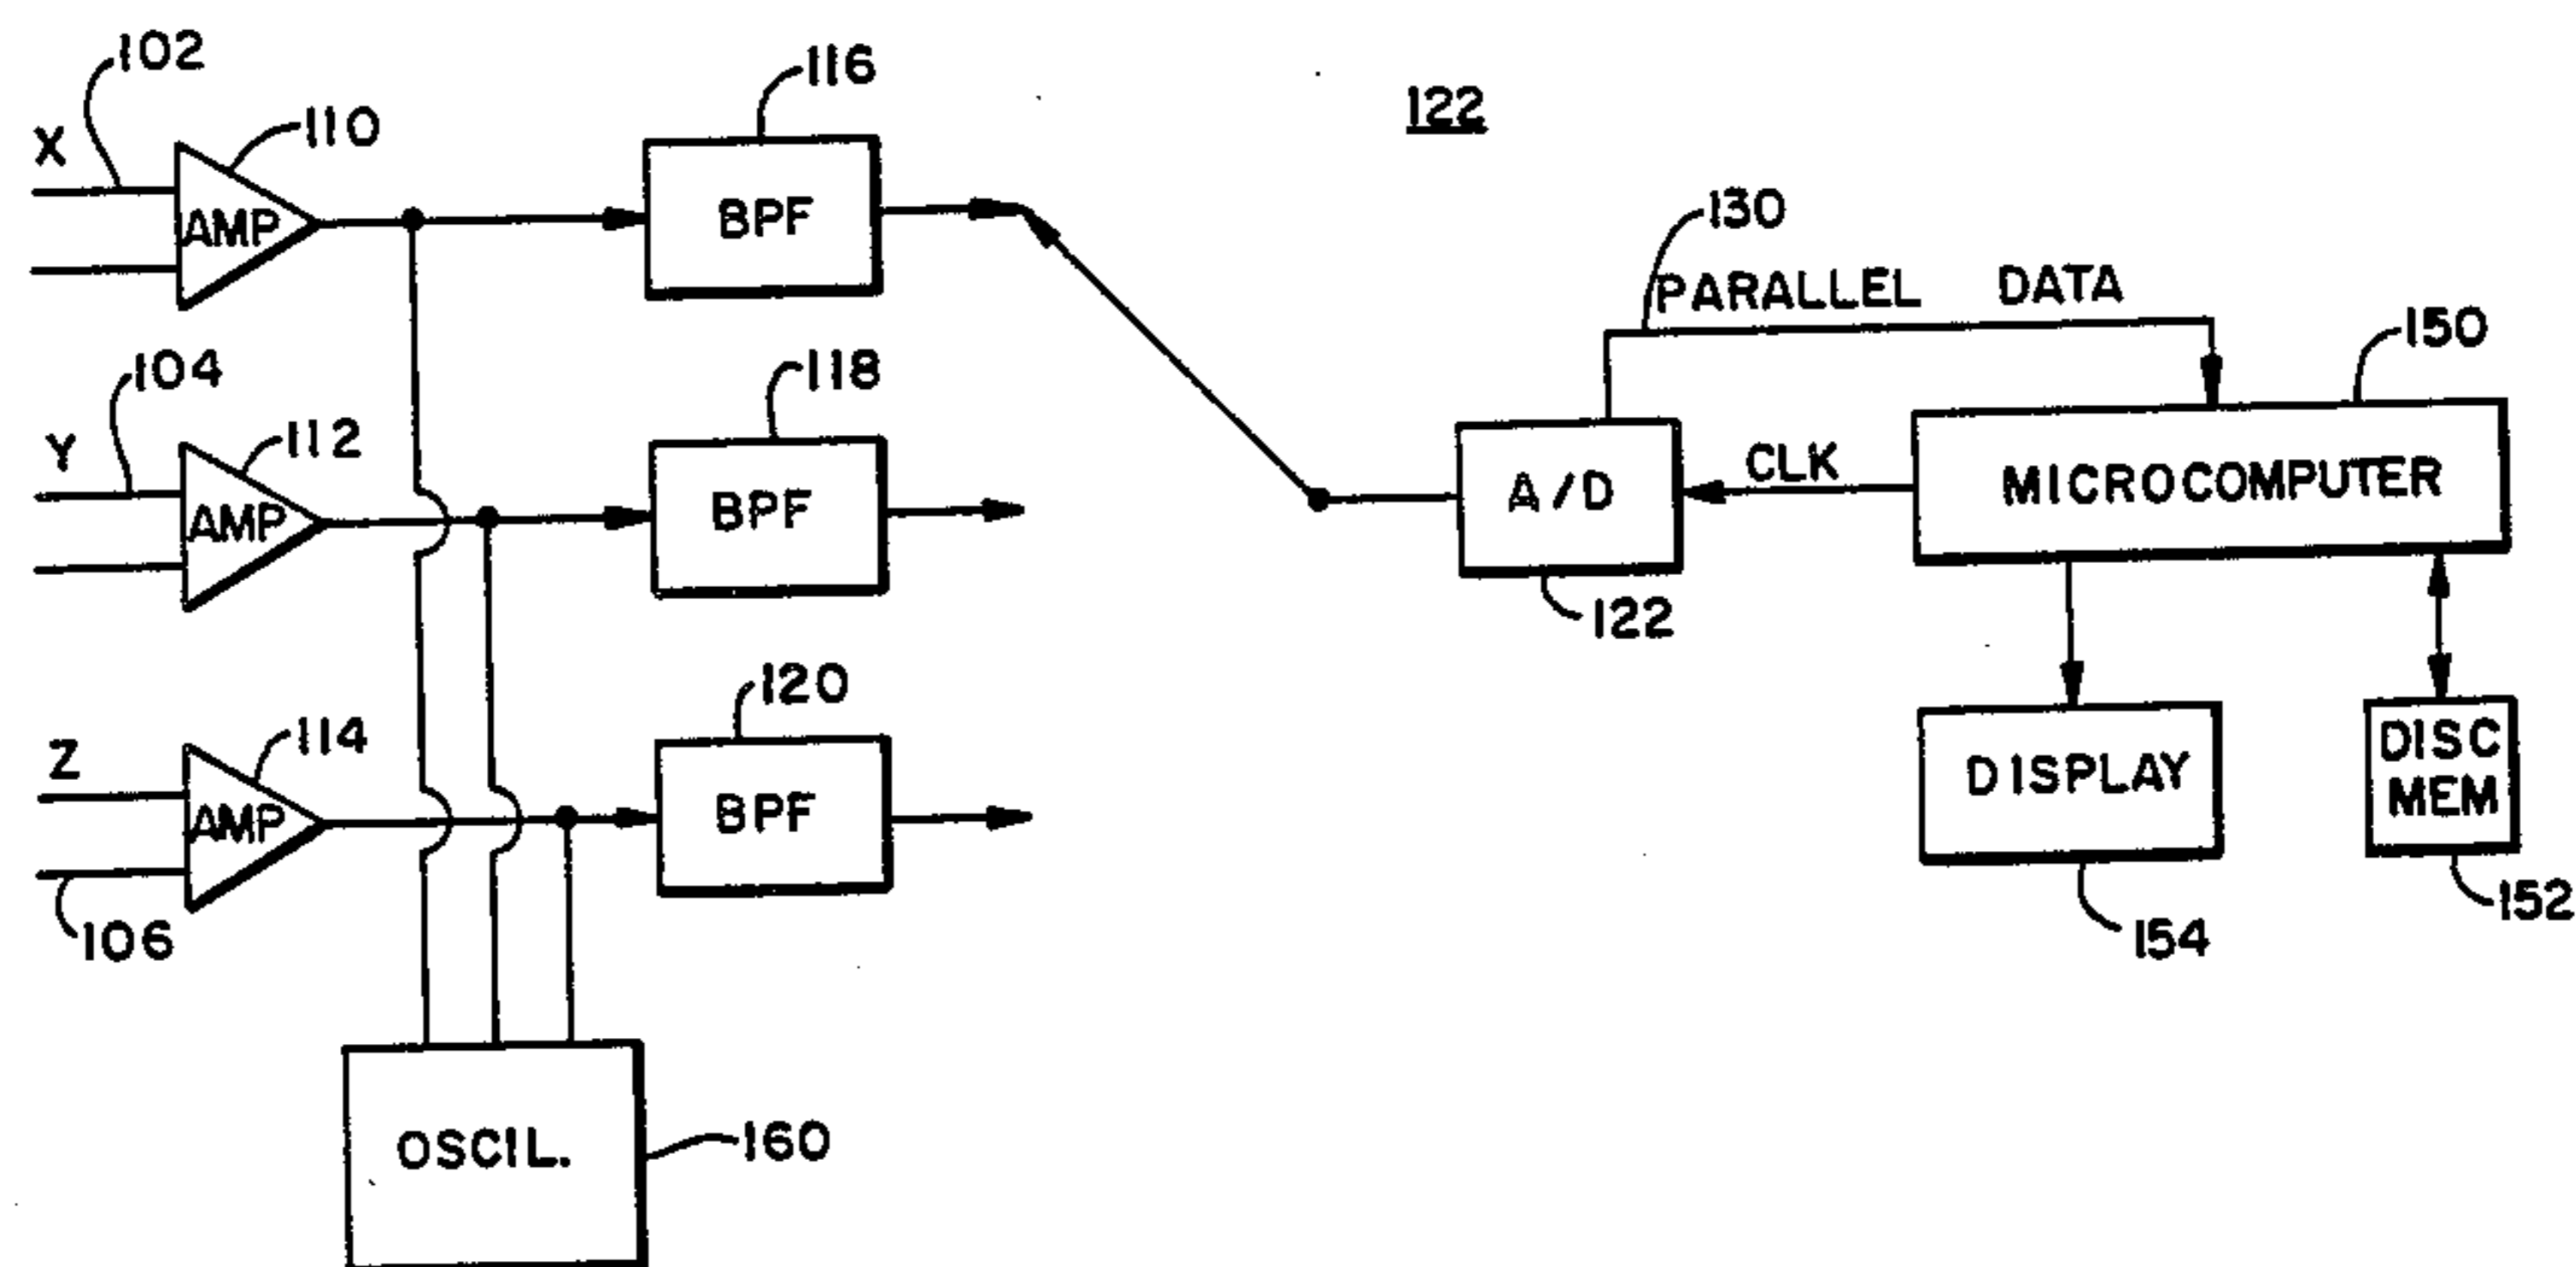 102
116
122
X
110
AMP
BPF
130
PARALLEL DATA
150
104
118
Y
112
AMP
BPF
A/D
CLK
MICROCOMPUTER
122
120
Z
114
AMP
BPF
DISPLAY
DISC
MEM
106
154
152
OSCIL.
160